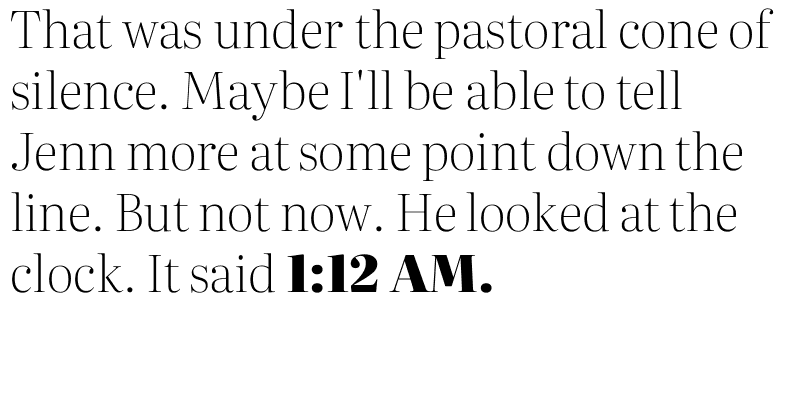 That was under the pastoral cone of
silence. Maybe I'll be able to tell
Jenn more at some point down the
line. But not now. He looked at the
clock. It said 1:12 AM.